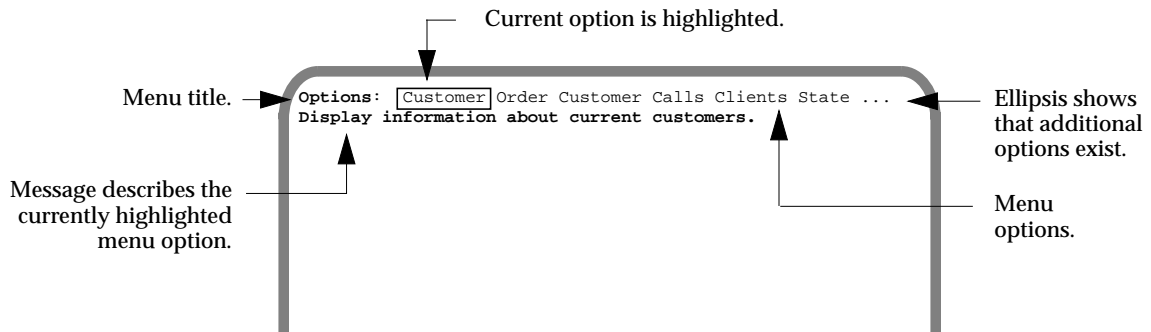 Current option is highlighted.
Menu title.
Options: Customer Order Customer Calls Clients State ...
Display information about current customers.
Ellipsis shows
that additional
options exist.
Message describes the
currently highlighted
menu option.
Menu
options.